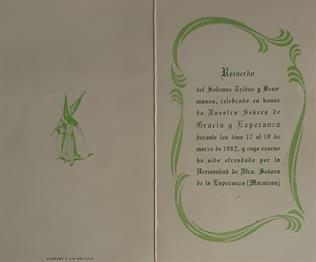 Recuerdo
del Solemne Triduo y Besa-
manos, celebrado en honor
de Nuestra Señora de
Gracia y Esperanza
durante los dias 17 al 19 de
marzo de 1962, y cuyo exorno
ha sido ofrendado por la
Hermandad de Ntra. Señora
de la Esperanza (Macarena)